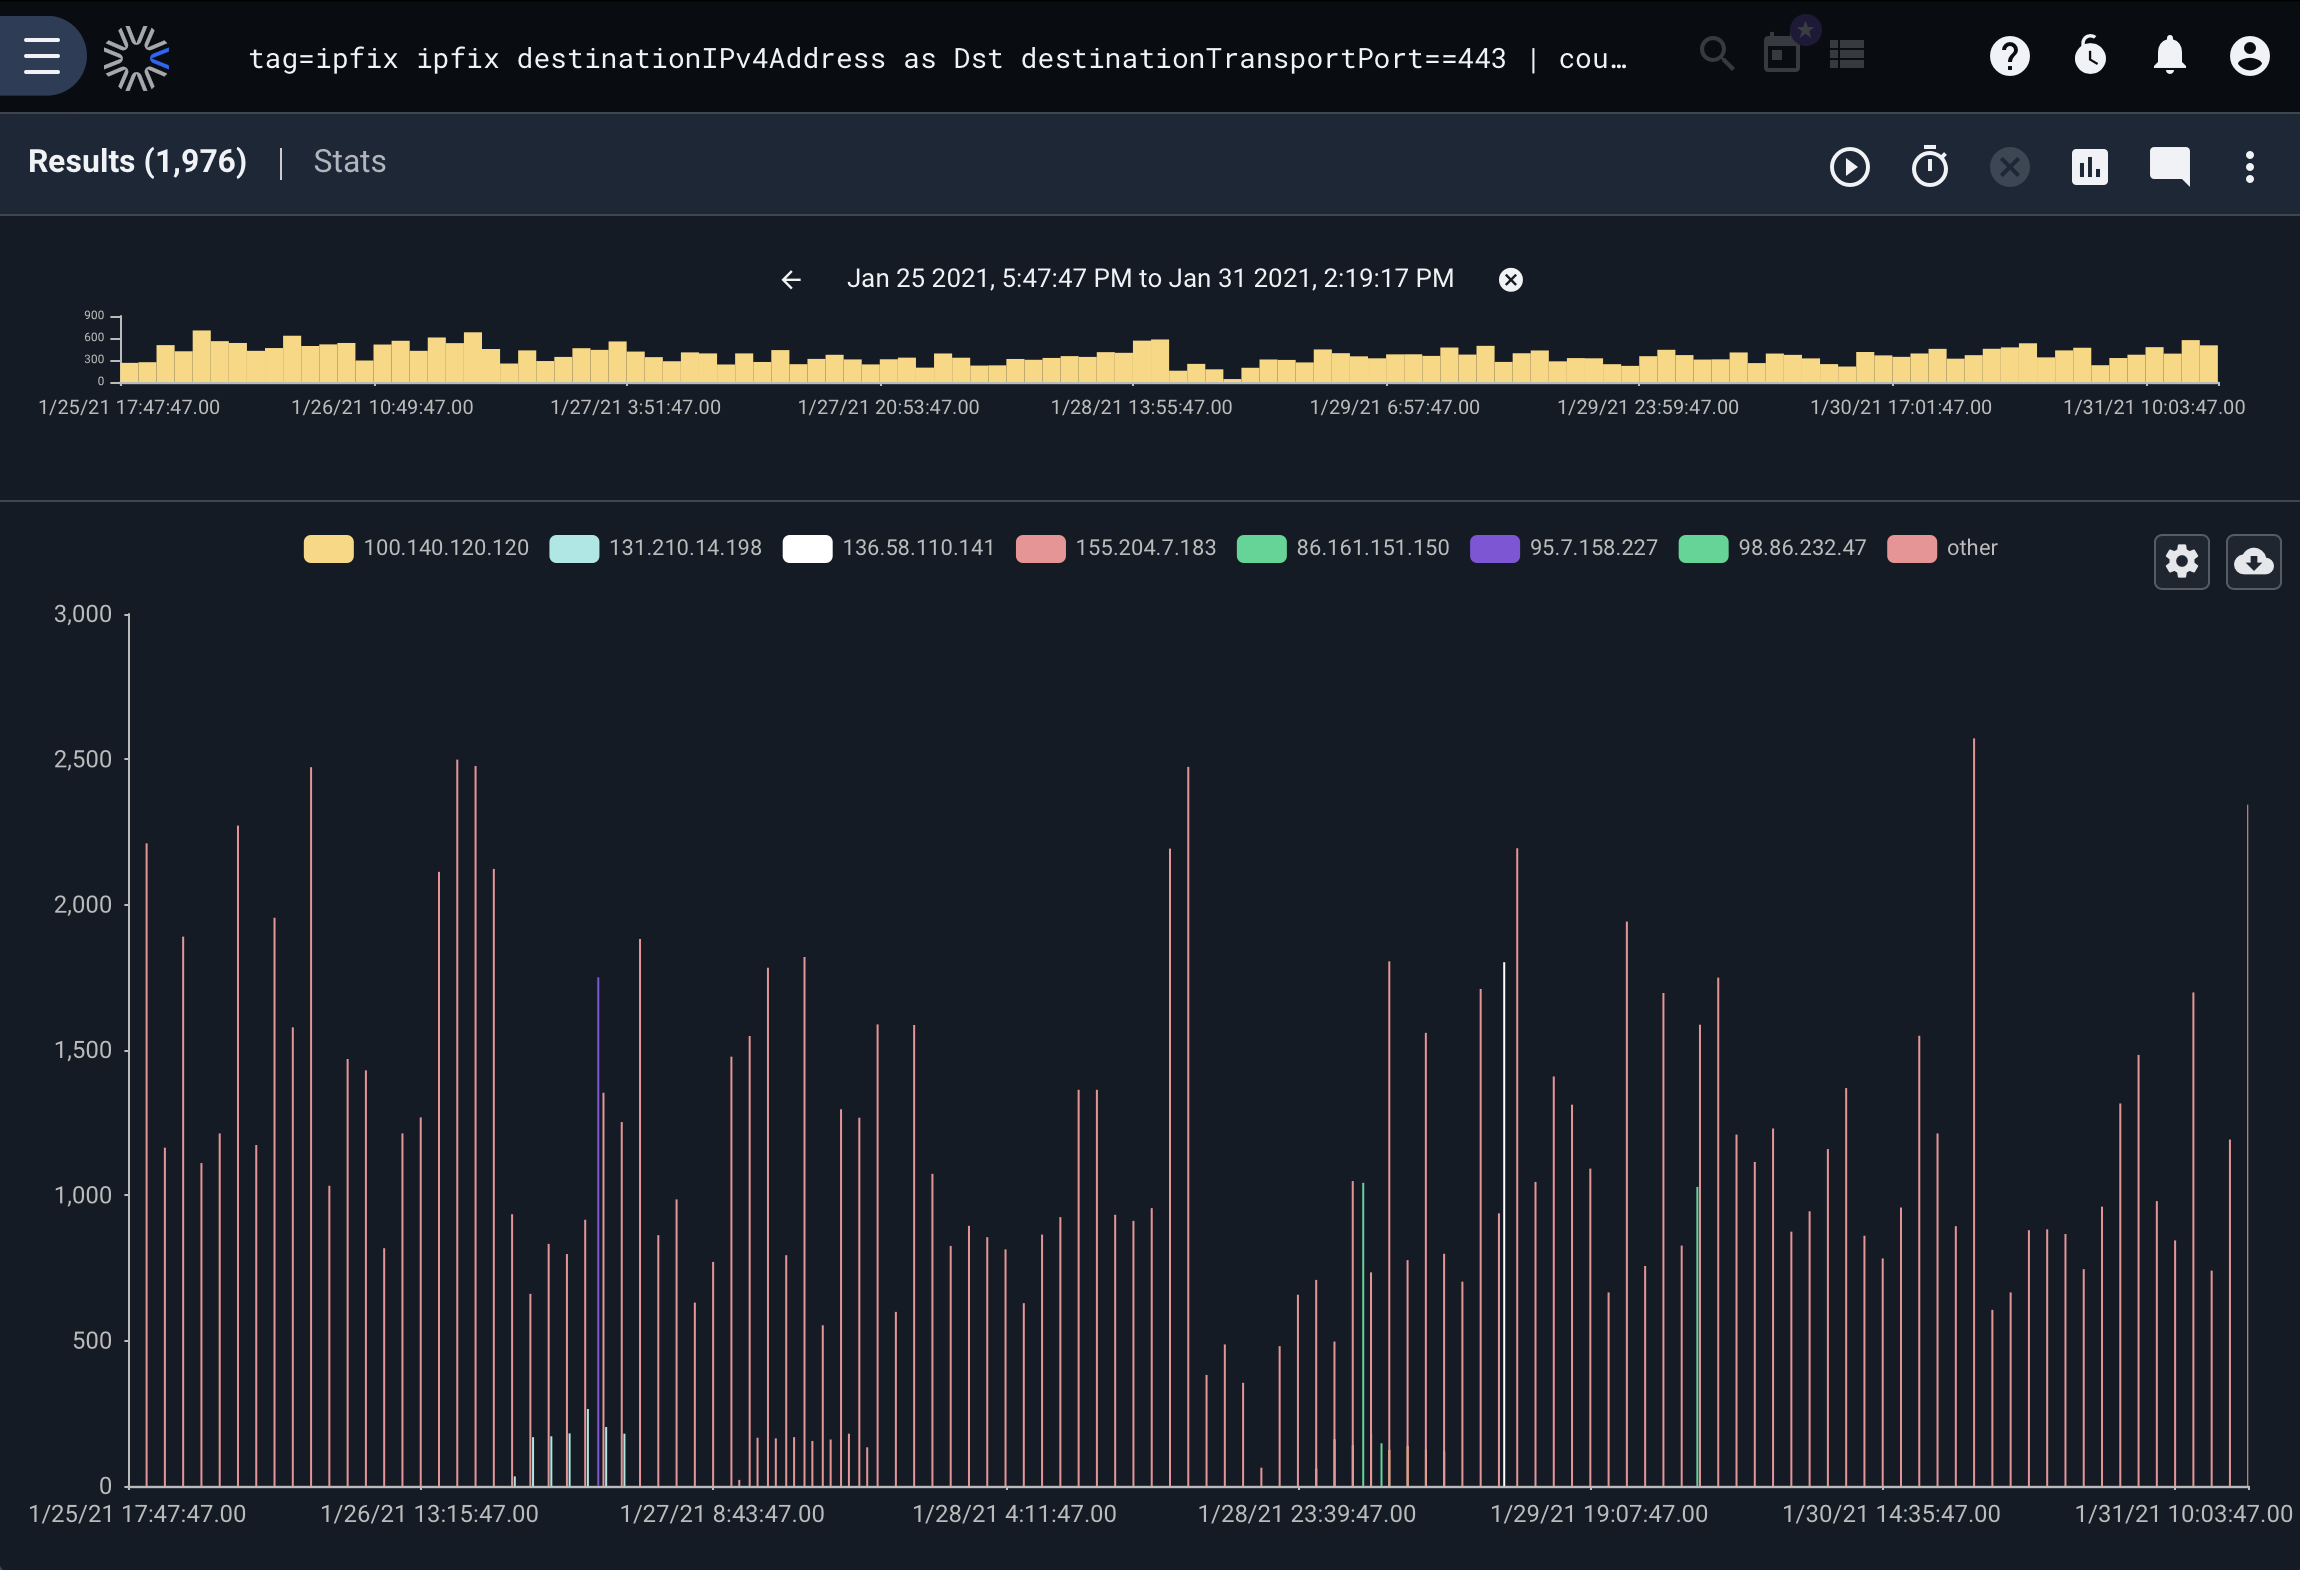 tag=ipfix ipfix destinationIPv4Address as Dst destinationTransportPort==443 | cou…
Results (1,976) | Stats
Jan 25 2021, 5:47:47 PM to Jan 31 2021, 2:19:17 PM
900
600
300
0
1/25/21 17:47:47.00 1/26/21 10:49:47.00 1/27/21 3:51:47.00 1/27/21 20:53:47.00 1/28/21 13:55:47.00 1/29/21 6:57:47.00 1/29/21 23:59:47.00 1/30/21 17:01:47.00 1/31/21 10:03:47.00
100.140.120.120 131.210.14.198 136.58.110.141 155.204.7.183 86.161.151.150 95.7.158.227 98.86.232.47 other
3,000
2,500
2,000
1,500
1,000
500
0
1/25/21 17:47:47.00 1/26/21 13:15:47.00 1/27/21 8:43:47.00 1/28/21 4:11:47.00 1/28/21 23:39:47.00 1/29/21 19:07:47.00 1/30/21 14:35:47.00 1/31/21 10:03:47.00